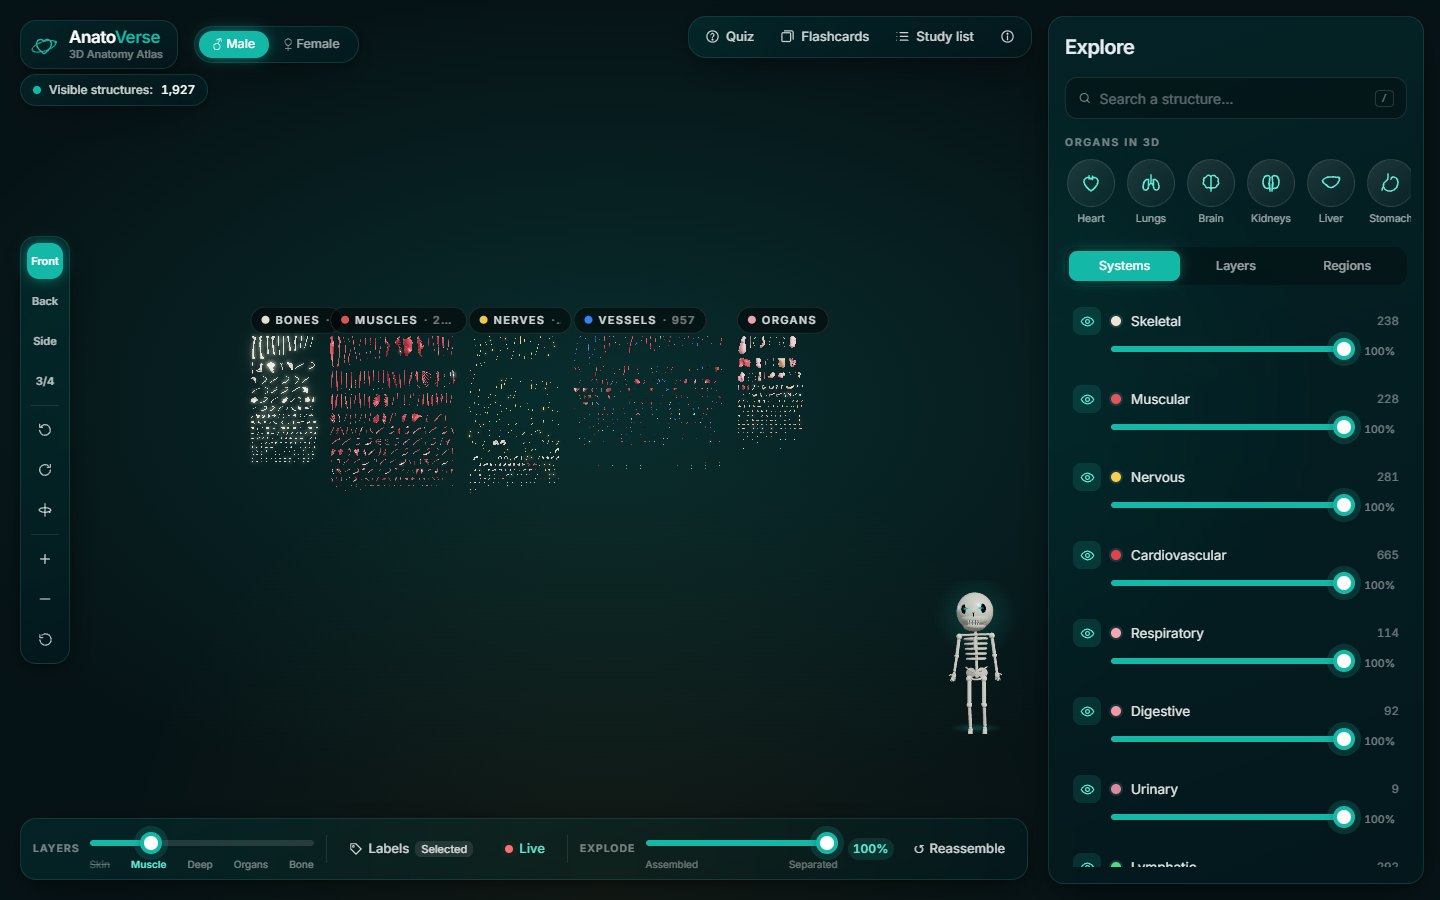 AnatoVerse
3D Anatomy Atlas
Male
Female
Visible structures: 1,927
Quiz
Flashcards
Study list
Front
Back
Side
3/4
BONES ·
MUSCLES · 2...
NERVES ·..
VESSELS · 957
ORGANS
LAYERS
Skin
Muscle
Deep
Organs
Bone
Labels Selected
Live
EXPLODE
Assembled
Separated
100%
Reassemble
Explore
Search a structure... /
ORGANS IN 3D
Heart
Lungs
Brain
Kidneys
Liver
Stomach
Systems
Layers
Regions
Skeletal 238
100%
Muscular 228
100%
Nervous 281
100%
Cardiovascular 665
100%
Respiratory 114
100%
Digestive 92
100%
Urinary 9
100%
Lymphatic 292